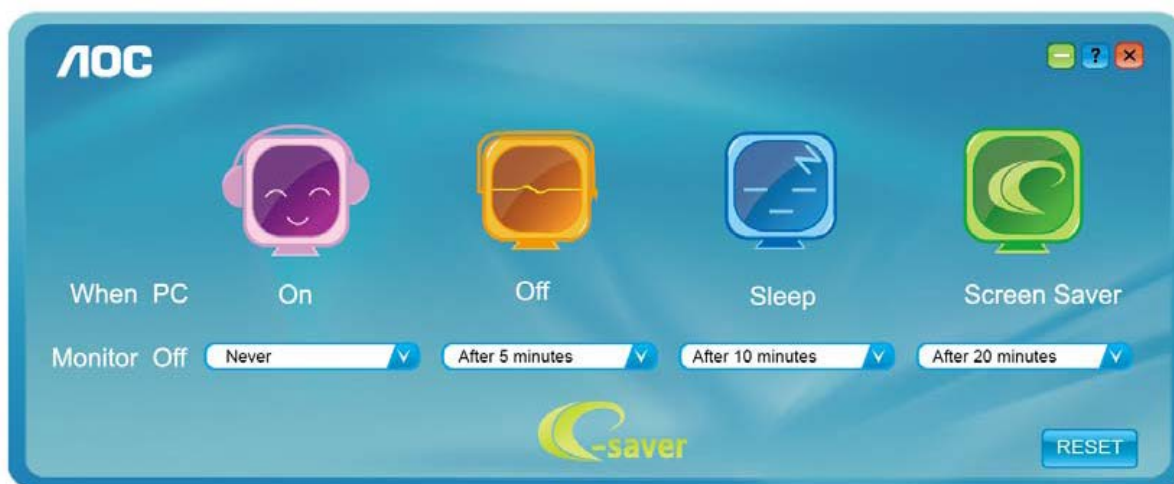 AOC
?
When PC On Off Sleep Screen Saver
Monitor Off Never After 5 minutes After 10 minutes After 20 minutes
e-saver
RESET